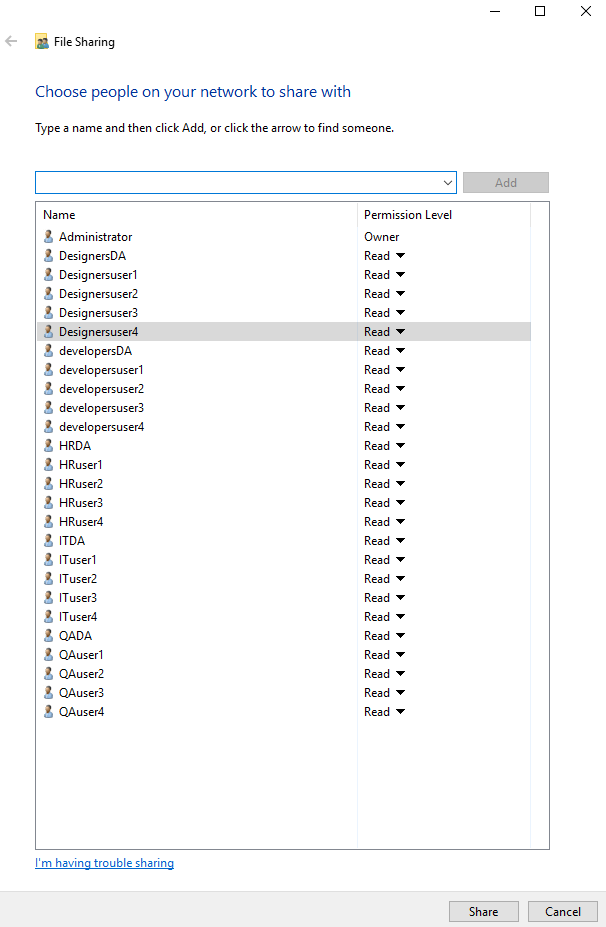 File Sharing
Choose people on your network to share with
Type a name and then click Add, or click the arrow to find someone.
Add
Name Permission Level
Administrator Owner
DesignersDA Read
Designersuser1 Read
Designersuser2 Read
Designersuser3 Read
Designersuser4 Read
developersDA Read
developersuser1 Read
developersuser2 Read
developersuser3 Read
developersuser4 Read
HRDA Read
HRuser1 Read
HRuser2 Read
HRuser3 Read
HRuser4 Read
ITDA Read
ITuser1 Read
ITuser2 Read
ITuser3 Read
ITuser4 Read
QADA Read
QAuser1 Read
QAuser2 Read
QAuser3 Read
QAuser4 Read
I'm having trouble sharing
Share Cancel